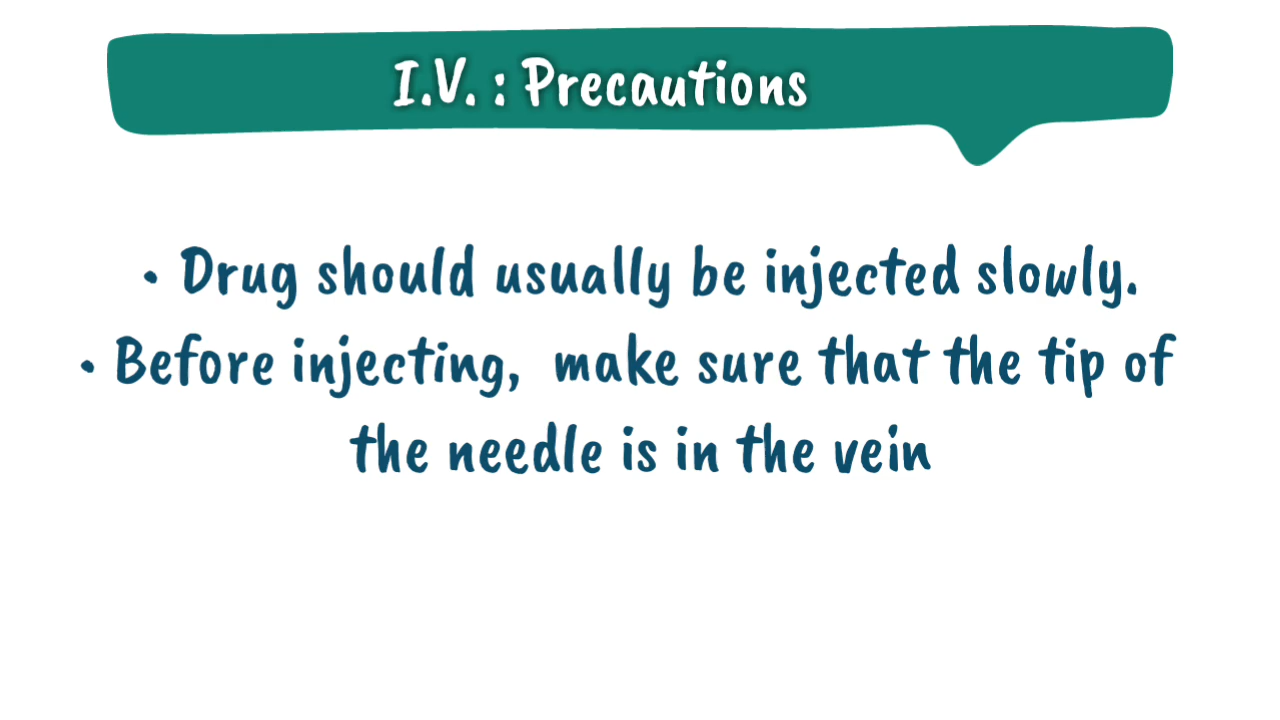 I.V. : Precautions
• Drug should usually be injected slowly.
• Before injecting, make sure that the tip of
the needle is in the vein